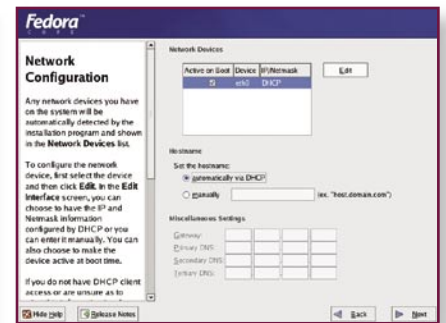 Fedora
CORE
Network
Configuration
Any network devices you have
on the system will be
automatically detected by the
installation program and shown
in the Network Devices list.
To configure the network
device, first select the device
and then click Edit. In the Edit
Interface screen, you can
choose to have the IP and
Netmask information
configured by DHCP or you
can enter it manually. You can
also choose to make the
device active at boot time.
If you do not have DHCP client
access or are unsure as to
Network Devices
Active on Boot Device IP/Netmask
eth0 DHCP
Edit
Hostname
Set the hostname:
automatically via DHCP
manually (ex. "host.domain.com")
Miscellaneous Settings
Gateway:
Primary DNS:
Secondary DNS:
Tertiary DNS:
Hide Help
Release Notes
Back
Next